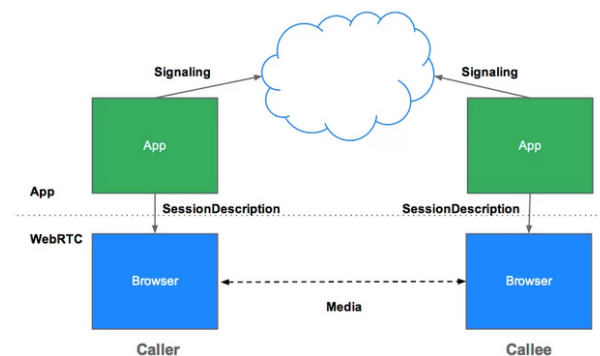 Signaling
Signaling
App
App
App
SessionDescription
SessionDescription
WebRTC
Browser
Browser
Media
Caller
Callee